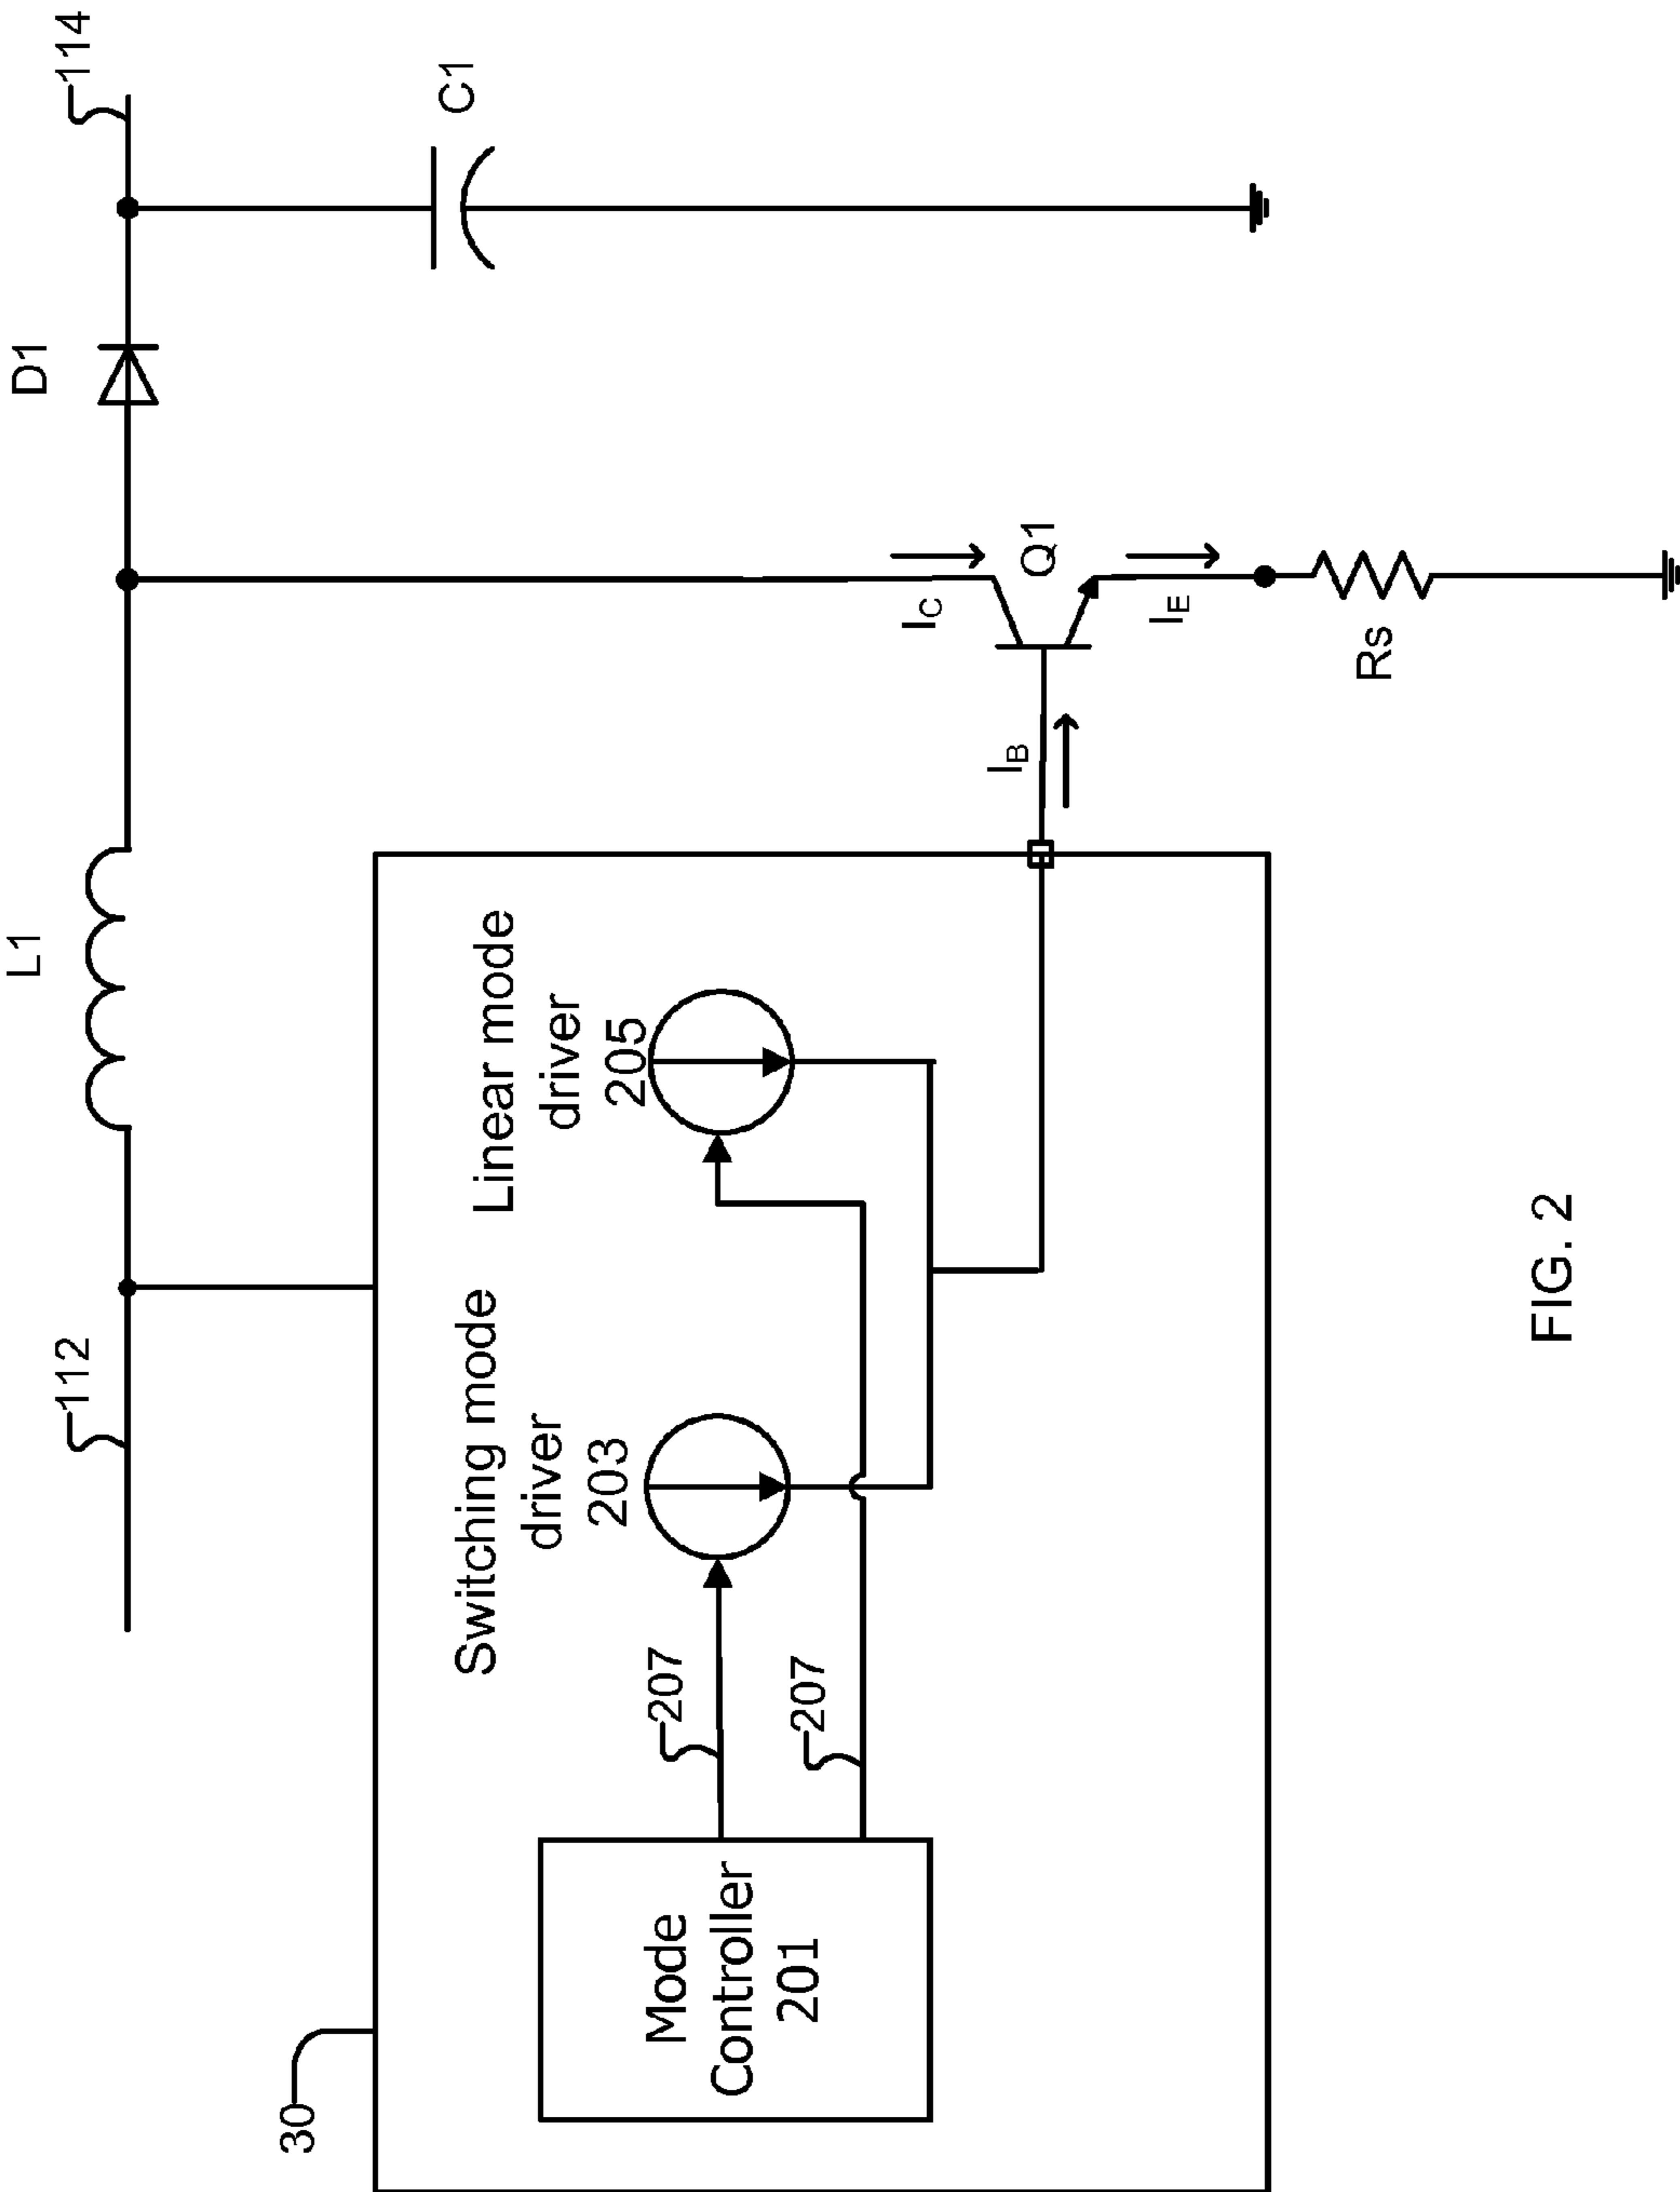 L1
D1
112
114
C1
30
Switching mode
driver
203
Linear mode
driver
205
207
207
Mode
Controller
201
IC
Q1
IB
IE
Rs
FIG. 2